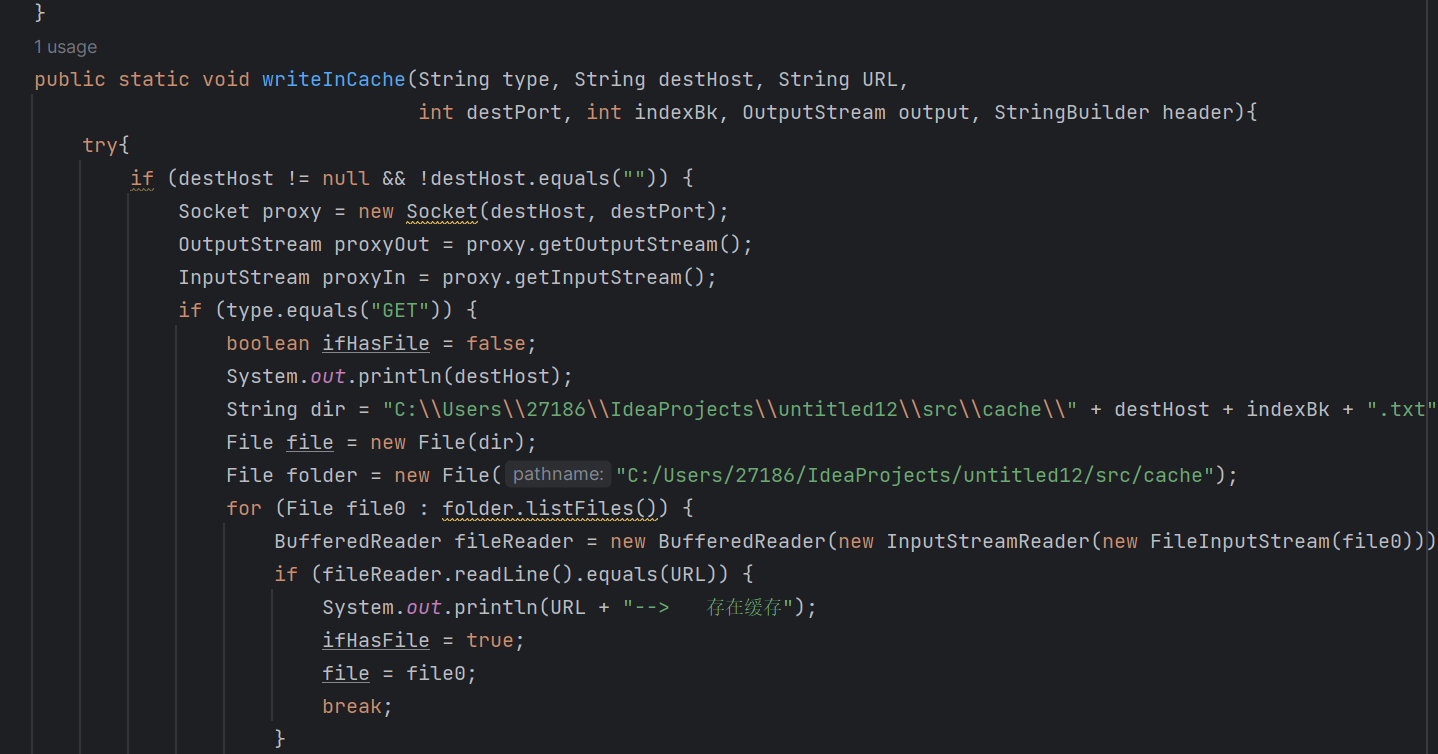 }
1 usage
public static void writeInCache(String type, String destHost, String URL,
int destPort, int indexBk, OutputStream output, StringBuilder header){
try{
if (destHost != null && !destHost.equals("")) {
Socket proxy = new Socket(destHost, destPort);
OutputStream proxyOut = proxy.getOutputStream();
InputStream proxyIn = proxy.getInputStream();
if (type.equals("GET")) {
boolean ifHasFile = false;
System.out.println(destHost);
String dir = "C:\\Users\\27186\\IdeaProjects\\untitled12\\src\\cache\\" + destHost + indexBk + ".txt"
File file = new File(dir);
File folder = new File( pathname: "C:/Users/27186/IdeaProjects/untitled12/src/cache");
for (File file0 : folder.listFiles()) {
BufferedReader fileReader = new BufferedReader(new InputStreamReader(new FileInputStream(file0)))
if (fileReader.readLine().equals(URL)) {
System.out.println(URL + "-->   存在缓存");
ifHasFile = true;
file = file0;
break;
}